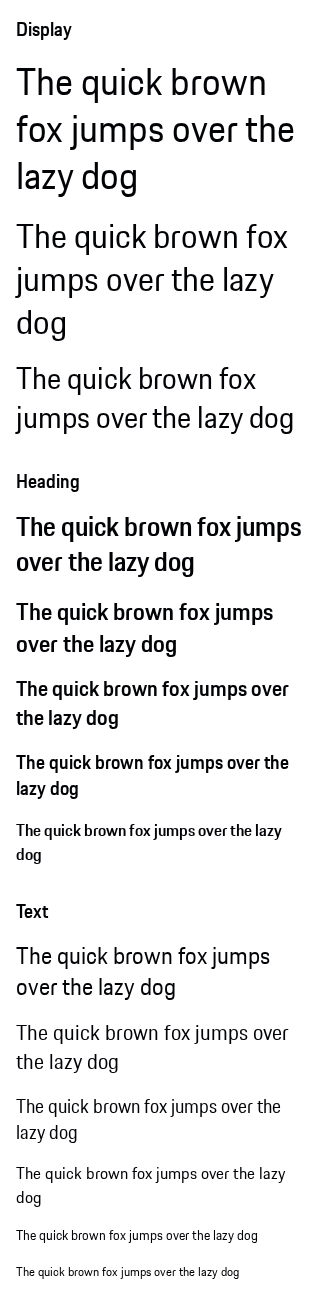 Display
The quick brown
fox jumps over the
lazy dog
The quick brown fox
jumps over the lazy
dog
The quick brown fox
jumps over the lazy dog
Heading
The quick brown fox jumps
over the lazy dog
The quick brown fox jumps
over the lazy dog
The quick brown fox jumps over
the lazy dog
The quick brown fox jumps over the
lazy dog
The quick brown fox jumps over the lazy
dog
Text
The quick brown fox jumps
over the lazy dog
The quick brown fox jumps over
the lazy dog
The quick brown fox jumps over the
lazy dog
The quick brown fox jumps over the lazy
dog
The quick brown fox jumps over the lazy dog
The quick brown fox jumps over the lazy dog